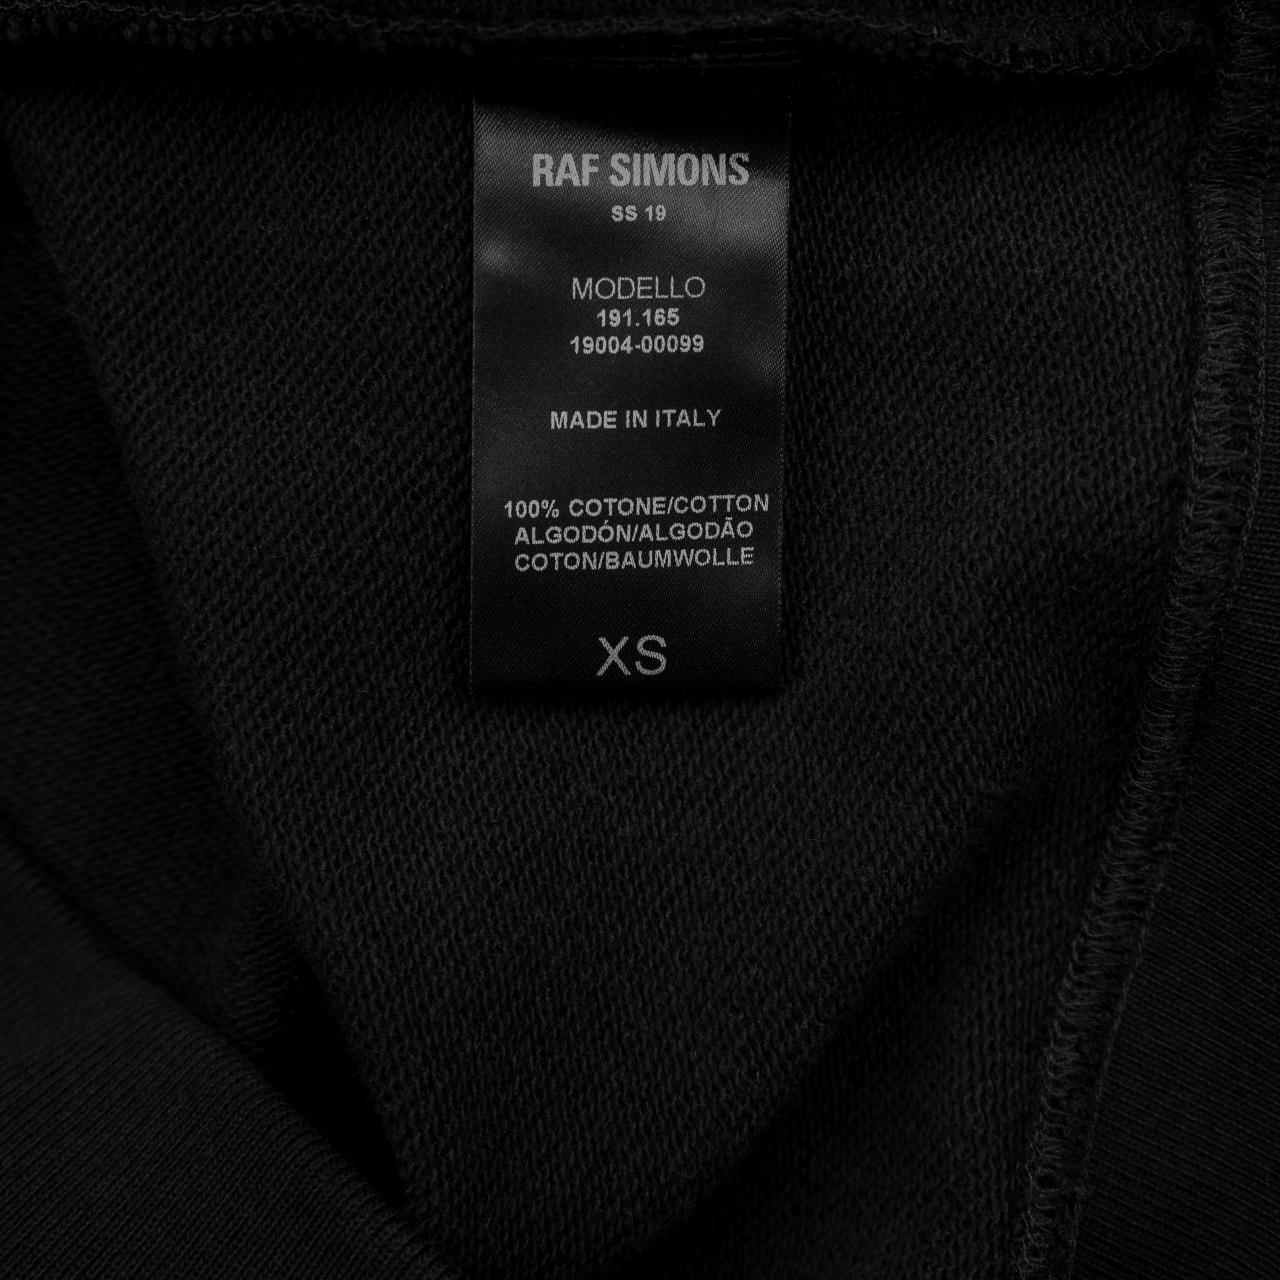 RAF SIMONS
SS 19
MODELLO
191.165
19004-00099
MADE IN ITALY
100% COTONE/COTTON
ALGODÓN/ALGODÃO
COTON/BAUMWOLLE
XS